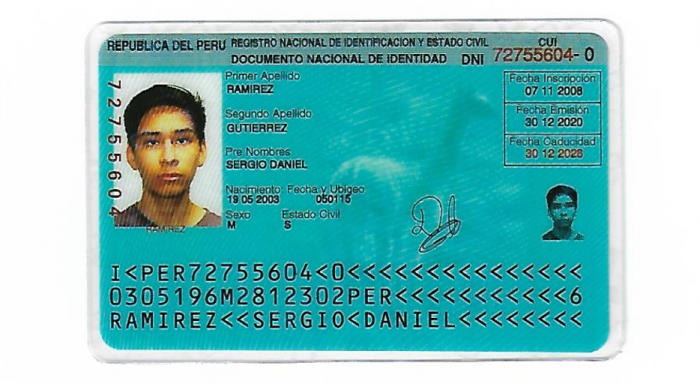 REPUBLICA DEL PERU REGISTRO NACIONAL DE IDENTIFICACION Y ESTADO CIVIL
DOCUMENTO NACIONAL DE IDENTIDAD
CUI
DNI 72755604-0
72755604
Primer Apellido
RAMIREZ
Segundo Apellido
GUTIERREZ
Pre Nombres
SERGIO DANIEL
Nacimiento: Fecha y Ubigeo
19 05 2003 050115
Sexo Estado Civil
M S
Fecha Inscripción
07 11 2008
Fecha Emisión
30 12 2020
Fecha Caducidad
30 12 2028
RAMIREZ
I<PER72755604<0<<<<<<<<<<<<<<<
0305196M2812302PER<<<<<<<<<<<6
RAMIREZ<<SERGIO<DANIEL<<<<<<<<